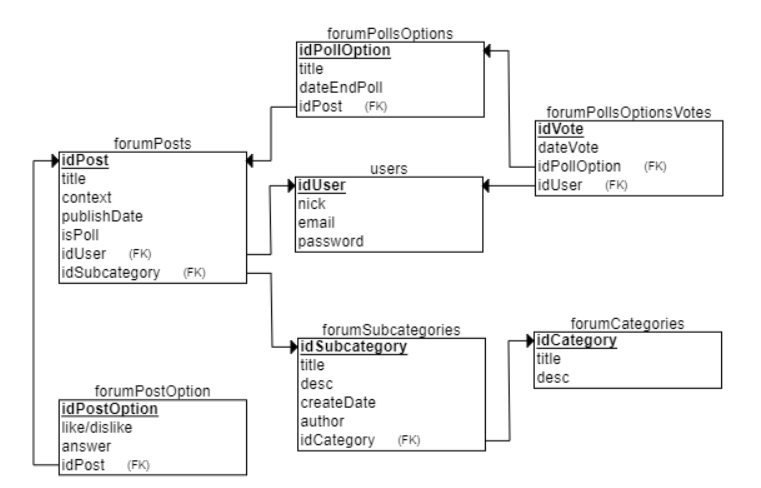 forumPollsOptions
idPollOption
title
dateEndPoll
idPost (FK)
forumPollsOptionsVotes
idVote
dateVote
idPollOption (FK)
idUser (FK)
forumPosts
idPost
title
context
publishDate
isPoll
idUser (FK)
idSubcategory (FK)
users
idUser
nick
email
password
forumSubcategories
idSubcategory
title
desc
createDate
author
idCategory (FK)
forumCategories
idCategory
title
desc
forumPostOption
idPostOption
like/dislike
answer
idPost (FK)